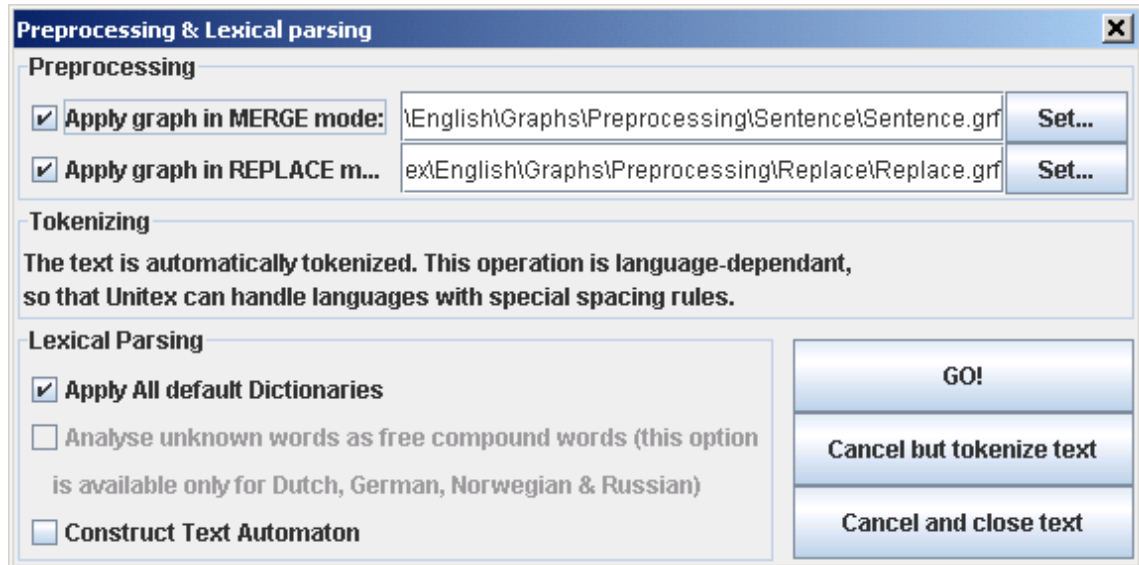 Preprocessing & Lexical parsing
Preprocessing
Apply graph in MERGE mode: \English\Graphs\Preprocessing\Sentence\Sentence.grf Set...
Apply graph in REPLACE m... ex\English\Graphs\Preprocessing\Replace\Replace.grf Set...
Tokenizing
The text is automatically tokenized. This operation is language-dependant,
so that Unitex can handle languages with special spacing rules.
Lexical Parsing
Apply All default Dictionaries
Analyse unknown words as free compound words (this option
is available only for Dutch, German, Norwegian & Russian)
Construct Text Automaton
GO!
Cancel but tokenize text
Cancel and close text